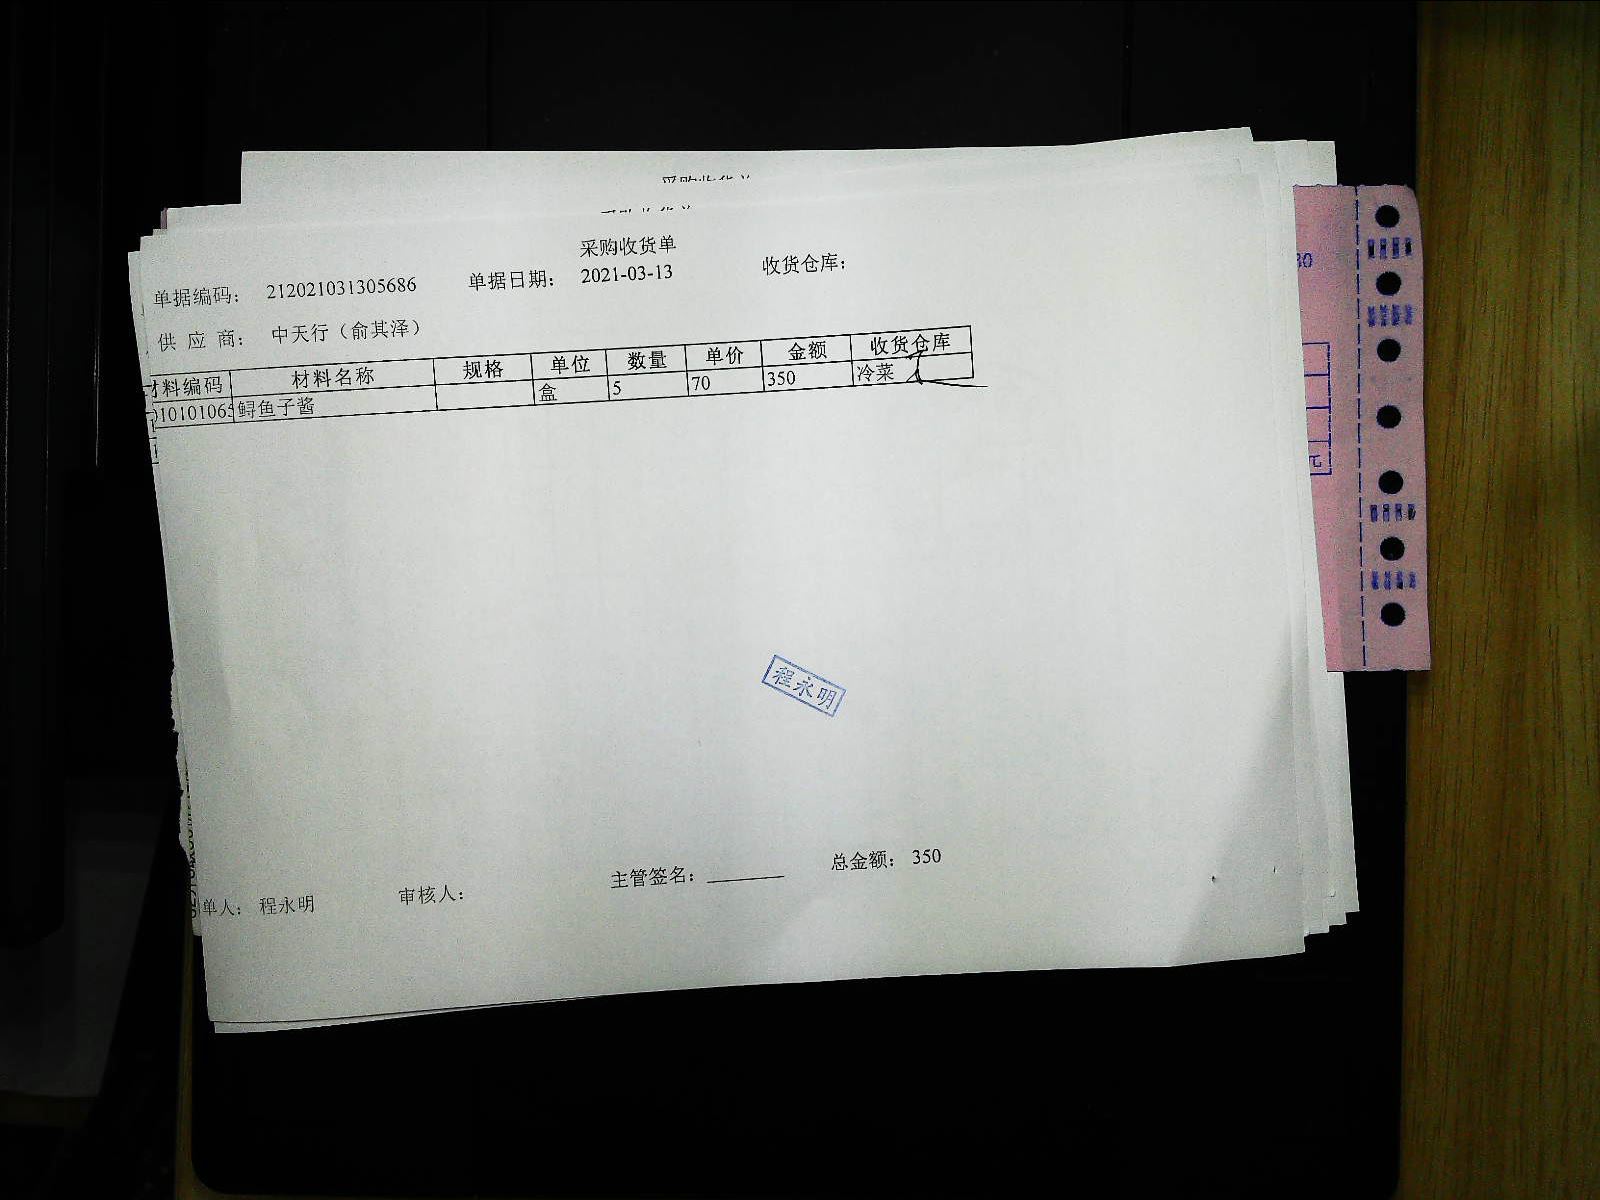 采购收货单
单据编码： 212021031305686 单据日期： 2021-03-13 收货仓库：
供 应 商： 中天行（俞其泽）
材料编码 材料名称 规格 单位 数量 单价 金额 收货仓库
010101065 鲟鱼子酱 盒 5 70 350 冷菜
程永明
单人： 程永明 审核人： 主管签名：________ 总金额： 350